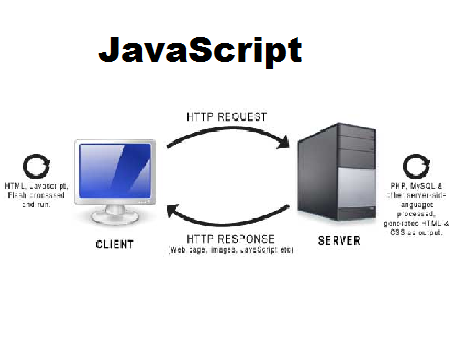 JavaScript
HTTP REQUEST
HTML, Javascript,
Flash processed
and run.
CLIENT
HTTP RESPONSE
(Web page, images, JavaScript etc)
SERVER
PHP, MySQL &
other server-side
languages
processed,
generates HTML &
CSS as output.